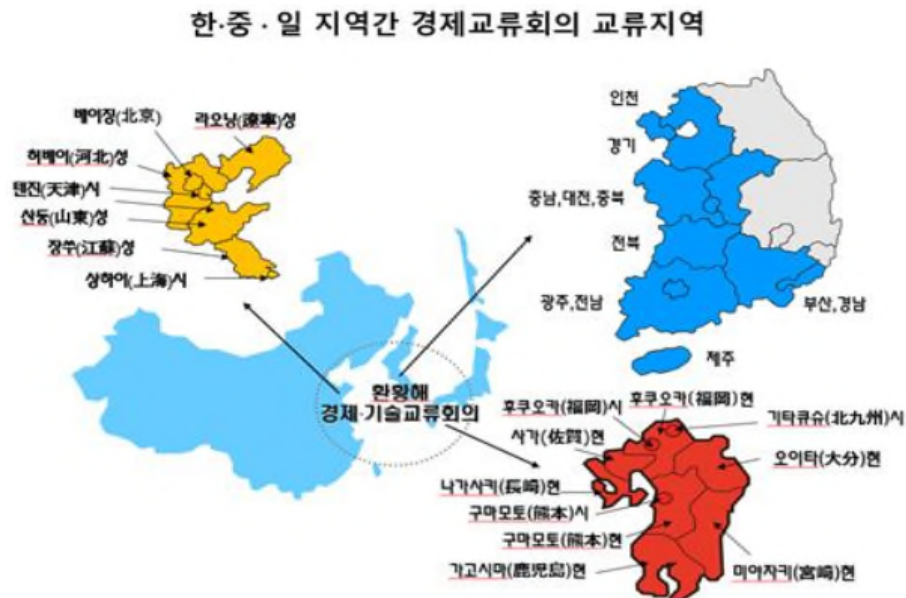 한·중·일 지역간 경제교류회의 교류지역
베이징(北京)
랴오닝(遼寧)성
허베이(河北)성
텐진(天津)시
산둥(山東)성
장쑤(江蘇)성
상하이(上海)시
인천
경기
충남,대전,충북
전북
광주,전남
부산,경남
제주
환황해
경제·기술교류회의
후쿠오카(福岡)시
후쿠오카(福岡)현
기타큐슈(北九州)시
사가(佐賀)현
오이타(大分)현
나가사키(長崎)현
구마모토(熊本)시
구마모토(熊本)현
가고시마(鹿児島)현
미야자키(宮崎)현